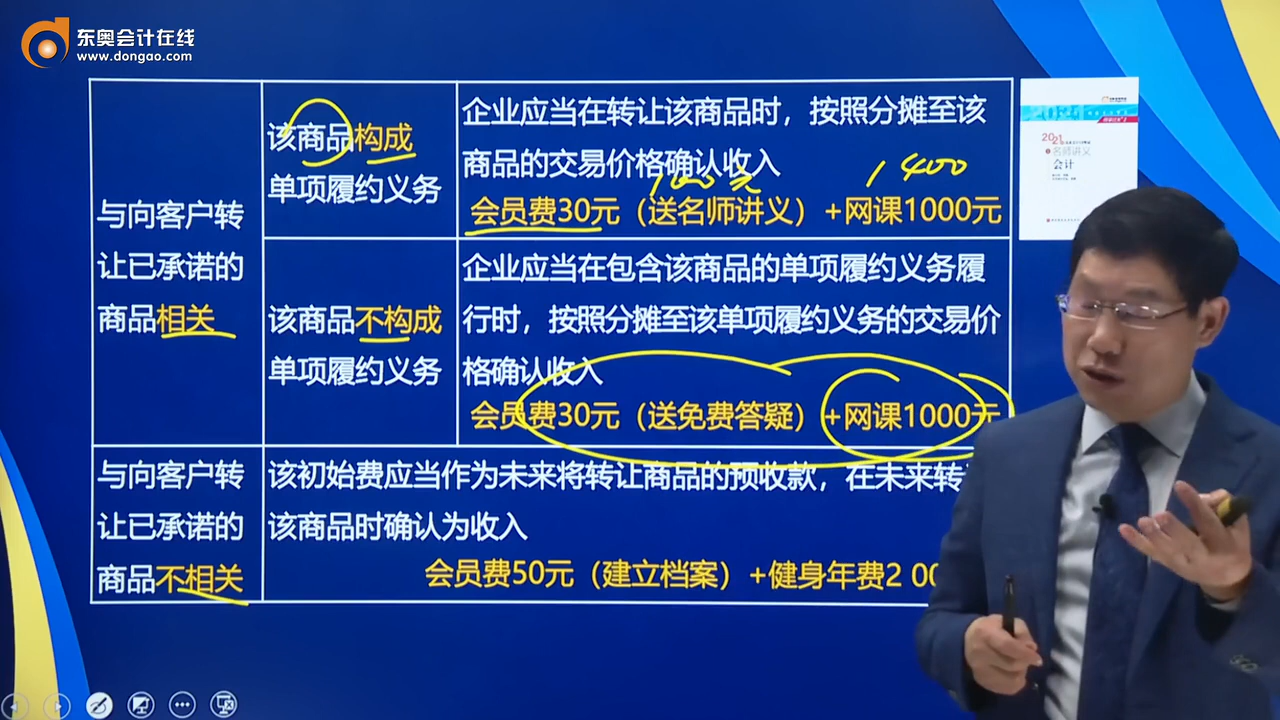 东奥会计在线
www.dongao.com
与向客户转
让已承诺的
商品相关
该商品构成
单项履约义务
企业应当在转让该商品时，按照分摊至该
商品的交易价格确认收入
100元
1400
会员费30元（送名师讲义）+网课1000元
该商品不构成
单项履约义务
企业应当在包含该商品的单项履约义务履
行时，按照分摊至该单项履约义务的交易价
格确认收入
会员费30元（送免费答疑）+网课1000元
与向客户转
让已承诺的
商品不相关
该初始费应当作为未来将转让商品的预收款，在未来转
该商品时确认为收入
会员费50元（建立档案）+健身年费2 00
2021
名师讲义
会计